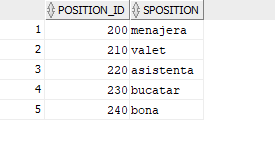 POSITION_ID SPOSITION
1 200 menajera
2 210 valet
3 220 asistenta
4 230 bucatar
5 240 bona